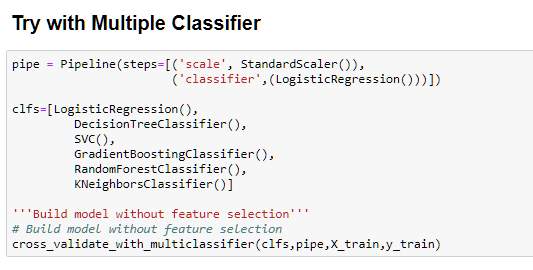 Try with Multiple Classifier
pipe = Pipeline(steps=[('scale', StandardScaler()),
('classifier',(LogisticRegression()))])
clfs=[LogisticRegression(),
DecisionTreeClassifier(),
SVC(),
GradientBoostingClassifier(),
RandomForestClassifier(),
KNeighborsClassifier()]
'''Build model without feature selection'''
# Build model without feature selection
cross_validate_with_multiclassifier(clfs,pipe,X_train,y_train)